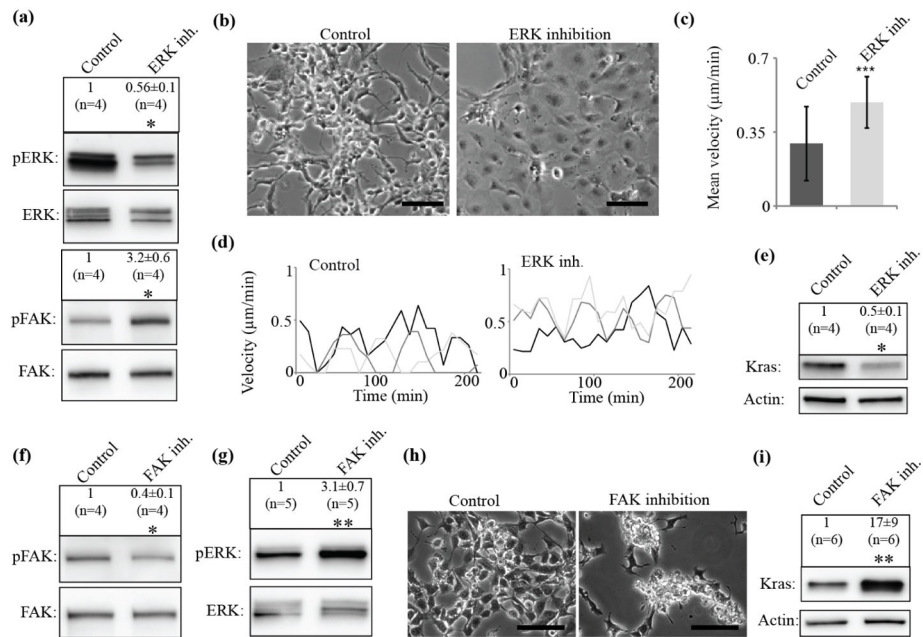 (a)
Control
ERK inh.
1
(n=4)
0.56±0.1
(n=4)
*
pERK:
ERK:
1
(n=4)
3.2±0.6
(n=4)
*
pFAK:
FAK:
(b)
Control
ERK inhibition
(c)
Mean velocity (μm/min)
0.7
0.35
0
Control
ERK inh.
***
(d)
Velocity (μm/min)
Control
1
0.5
0
0
100
200
Time (min)
ERK inh.
1
0.5
0
0
100
200
Time (min)
(e)
Control
ERK inh.
1
(n=4)
0.5±0.1
(n=4)
*
Kras:
Actin:
(f)
Control
FAK inh.
1
(n=4)
0.4±0.1
(n=4)
*
pFAK:
FAK:
(g)
Control
FAK inh.
1
(n=5)
3.1±0.7
(n=5)
**
pERK:
ERK:
(h)
Control
FAK inhibition
(i)
Control
FAK inh.
1
(n=6)
17±9
(n=6)
**
Kras:
Actin: